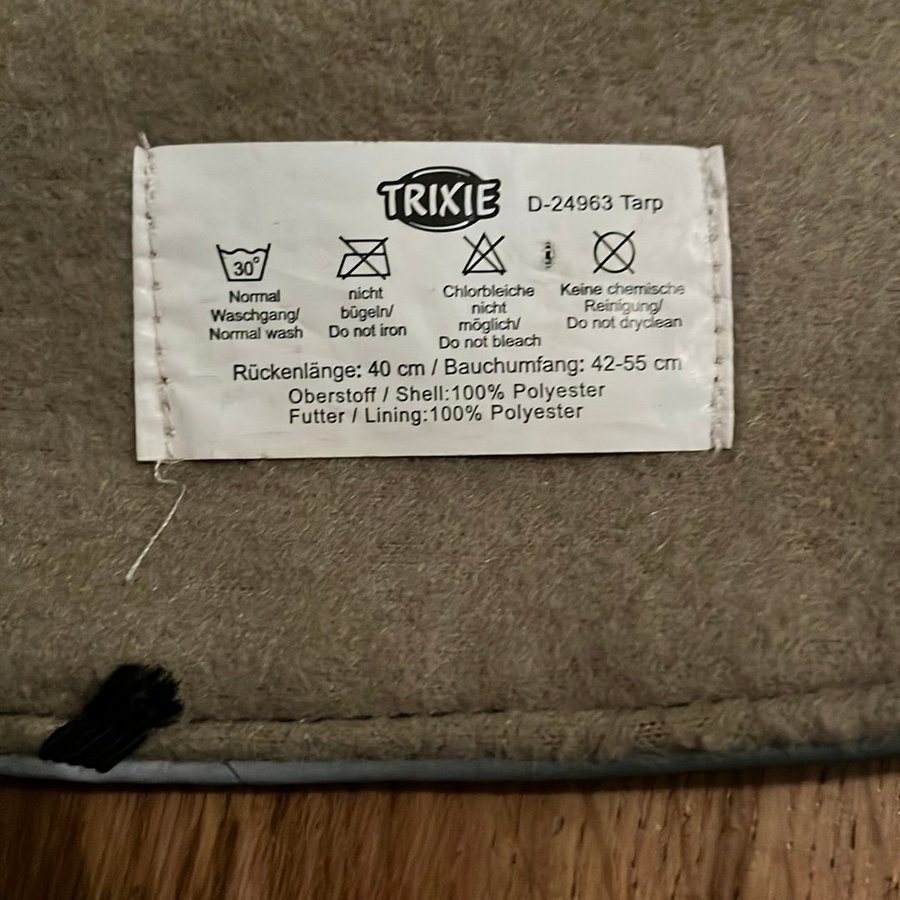 TRIXIE D-24963 Tarp
30°
Normal
Waschgang/
Normal wash
nicht
bügeln/
Do not iron
Chlorbleiche
nicht
möglich/
Do not bleach
Keine chemische
Reinigung/
Do not dryclean
Rückenlänge: 40 cm / Bauchumfang: 42-55 cm
Oberstoff / Shell:100% Polyester
Futter / Lining:100% Polyester